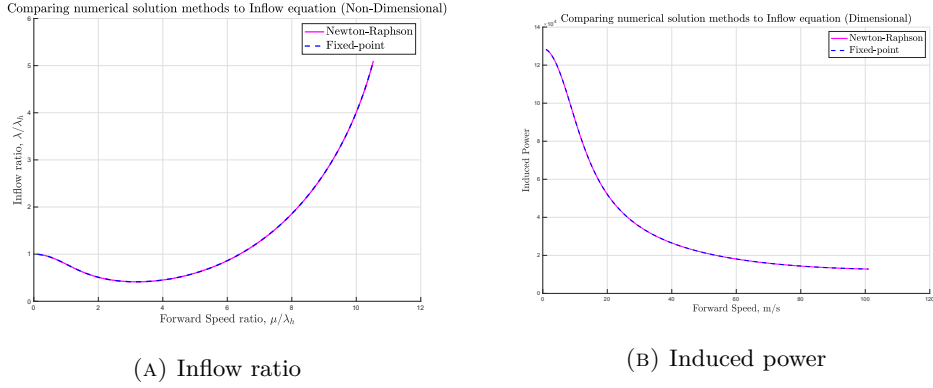 Comparing numerical solution methods to Inflow equation (Non-Dimensional)
6
5
4
3
2
1
0
0 2 4 6 8 10 12
Inflow ratio, λ/λ_h
Forward Speed ratio, μ/λ_h
Newton-Raphson
Fixed-point
(A) Inflow ratio
Comparing numerical solution methods to Inflow equation (Dimensional)
×10⁴
14
12
10
8
6
4
2
0
0 20 40 60 80 100 120
Induced Power
Forward Speed, m/s
Newton-Raphson
Fixed-point
(B) Induced power